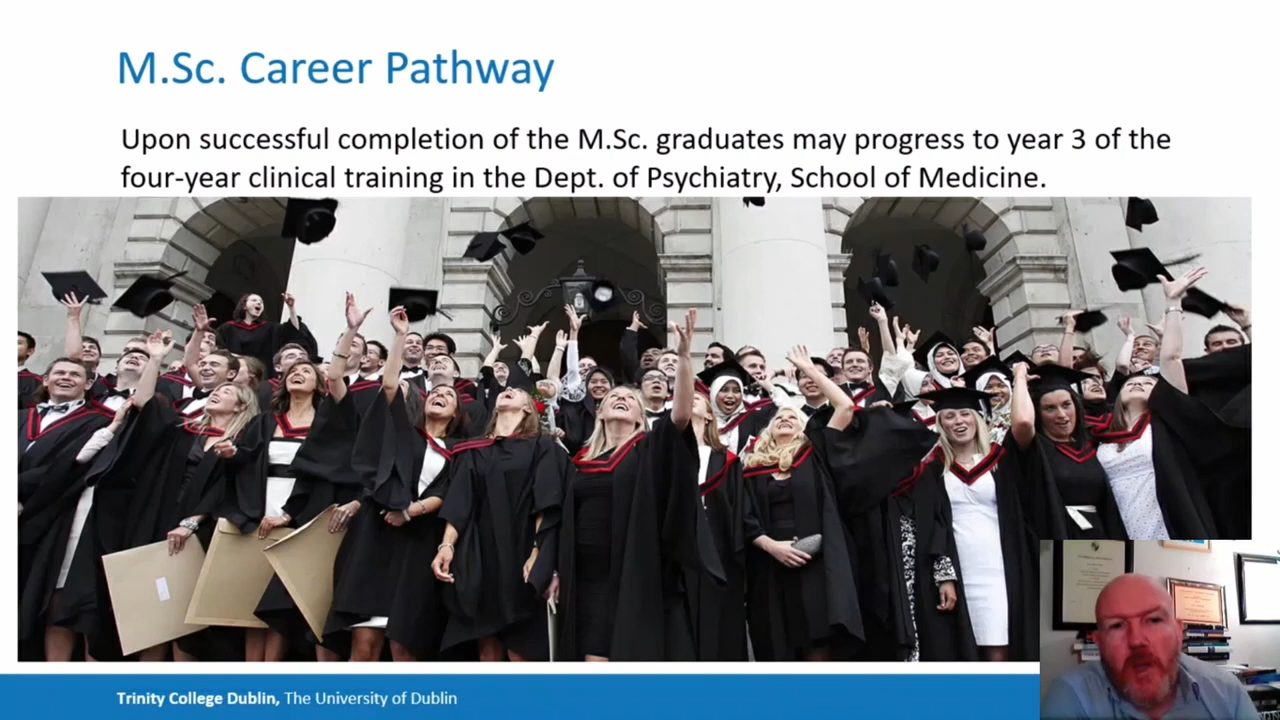 M.Sc. Career Pathway
Upon successful completion of the M.Sc. graduates may progress to year 3 of the
four-year clinical training in the Dept. of Psychiatry, School of Medicine.
Trinity College Dublin, The University of Dublin